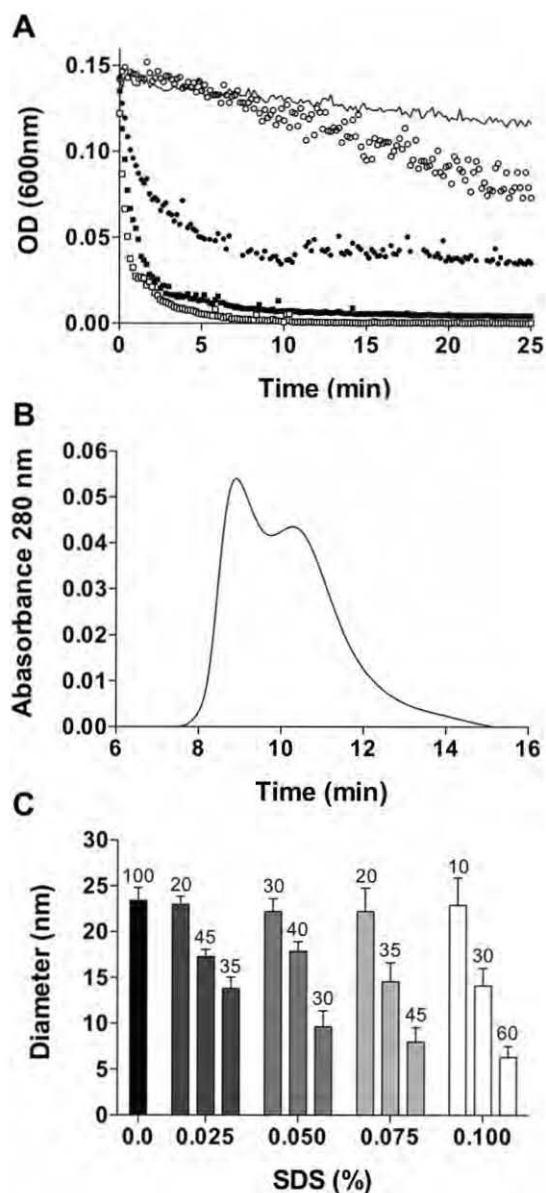 A
0.15
0.10
0.05
0.00
OD (600nm)
0 5 10 15 20 25
Time (min)
B
0.06
0.05
0.04
0.03
0.02
0.01
0.00
Abasorbance 280 nm
6 8 10 12 14 16
Time (min)
C
30
25
20
15
10
5
0
Diameter (nm)
100 20 45 35 30 40 30 20 35 45 10 30 60
0.0 0.025 0.050 0.075 0.100
SDS (%)